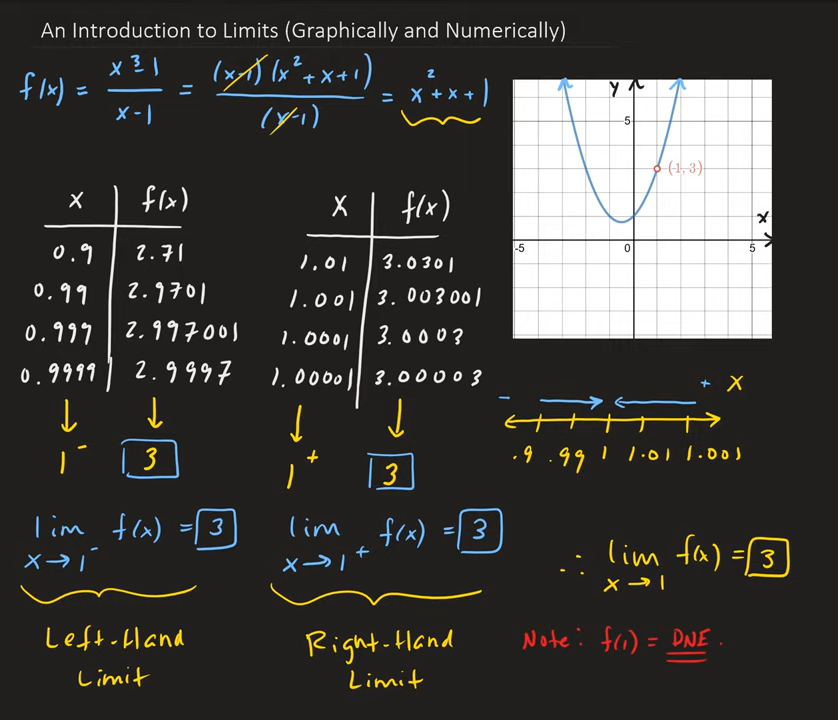 An Introduction to Limits (Graphically and Numerically)
f(x) = x³-1 / x-1 = (x-1)(x²+x+1) / (x-1) = x²+x+1
y
5
(1,3)
x
-5 0 5
x f(x)
0.9 2.71
0.99 2.9701
0.999 2.997001
0.9999 2.9997
1⁻ 3
x f(x)
1.01 3.0301
1.001 3.003001
1.0001 3.0003
1.00001 3.00003
1⁺ 3
- + x
.9 .99 1 1.01 1.001
lim x→1⁻ f(x) = 3
Left-Hand
Limit
lim x→1⁺ f(x) = 3
Right-Hand
Limit
∴ lim x→1 f(x) = 3
Note: f(1) = DNE.